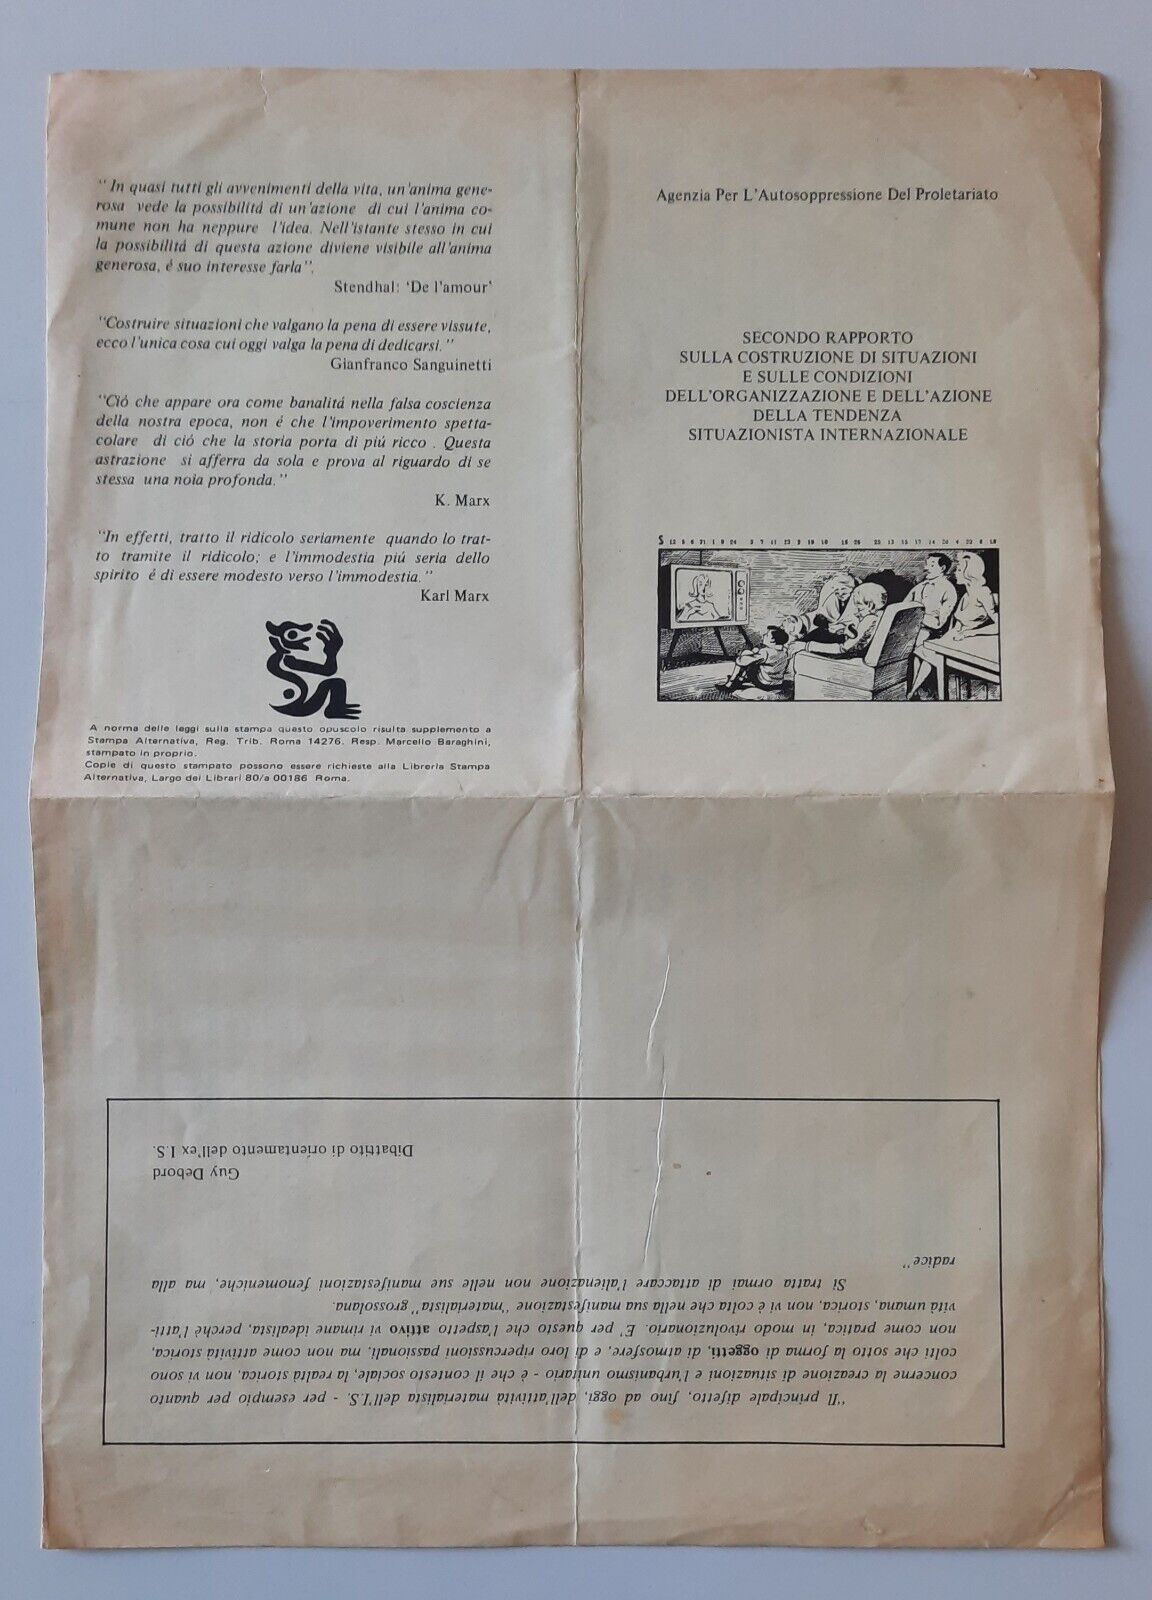 "In quasi tutti gli avvenimenti della vita, un'anima gene-
rosa vede la possibilitá di un'azione di cui l'anima co-
mune non ha neppure l'idea. Nell'istante stesso in cui
la possibilitá di questa azione diviene visibile all'anima
generosa, é suo interesse farla".
Stendhal: 'De l'amour'
"Costruire situazioni che valgano la pena di essere vissute,
ecco l'unica cosa cui oggi valga la pena di dedicarsi."
Gianfranco Sanguinetti
"Ció che appare ora come banalitá nella falsa coscienza
della nostra epoca, non é che l'impoverimento spetta-
colare di ció che la storia porta di piú ricco . Questa
astrazione si afferra da sola e prova al riguardo di se
stessa una noia profonda."
K. Marx
"In effetti, tratto il ridicolo seriamente quando lo trat-
to tramite il ridicolo; e l'immodestia piú seria dello
spirito é di essere modesto verso l'immodestia."
Karl Marx
A norma delle leggi sulla stampa questo opuscolo risulta supplemento a
Stampa Alternativa, Reg. Trib. Roma 14276. Resp. Marcello Baraghini,
stampato in proprio.
Copie di questo stampato possono essere richieste alla Libreria Stampa
Alternativa, Largo dei Librari 80/a 00186 Roma.
Agenzia Per L'Autosoppressione Del Proletariato
SECONDO RAPPORTO
SULLA COSTRUZIONE DI SITUAZIONI
E SULLE CONDIZIONI
DELL'ORGANIZZAZIONE E DELL'AZIONE
DELLA TENDENZA
SITUAZIONISTA INTERNAZIONALE
S
"Il principale difetto, fino ad oggi, dell'attivitá materialista dell'I.S. - per esempio per quanto
concerne la creazione di situazioni e l'urbanismo unitario - è che il contesto sociale, la realtà storica, non vi sono
colti che sotto la forma di oggetti, di atmosfere, e di loro ripercussioni passionali, ma non come attivitá storica,
non come pratica, in modo rivoluzionario. E' per questo che l'aspetto attivo vi rimane idealista, perchè l'atti-
vitá umana, storica, non vi è colta che nella sua manifestazione "materialista" grossolana.
Si tratta ormai di attaccare l'alienazione non nelle sue manifestazioni fenomeniche, ma alla
radice"
Guy Debord
Dibattito di orientamento dell'ex I.S.